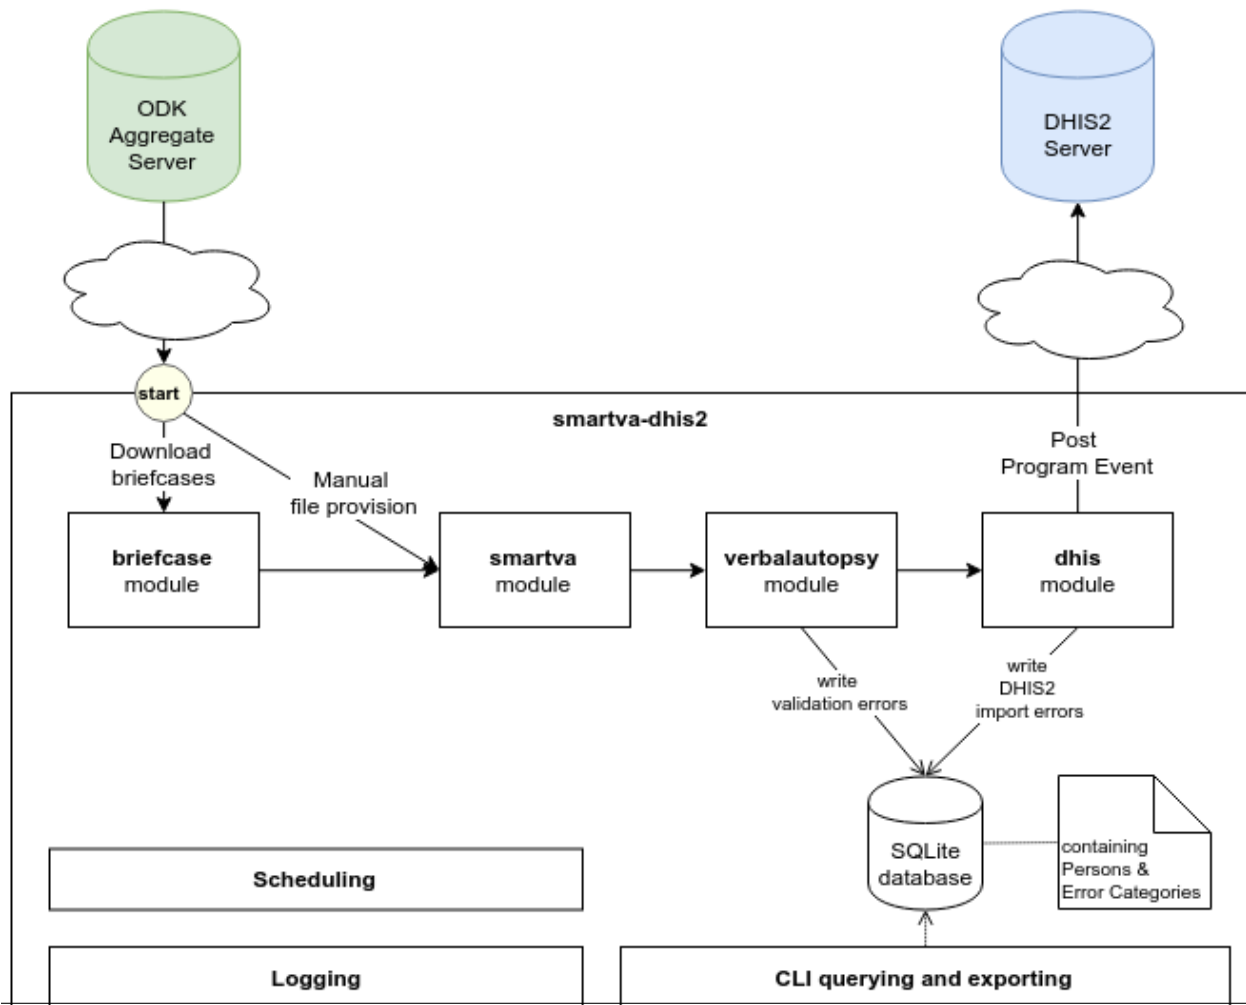 ODK
Aggregate
Server
DHIS2
Server
start
smartva-dhis2
Download
briefcases
Manual
file provision
Post
Program Event
briefcase
module
smartva
module
verbalautopsy
module
dhis
module
write
validation errors
write
DHIS2
import errors
SQLite
database
containing
Persons &
Error Categories
Scheduling
Logging
CLI querying and exporting